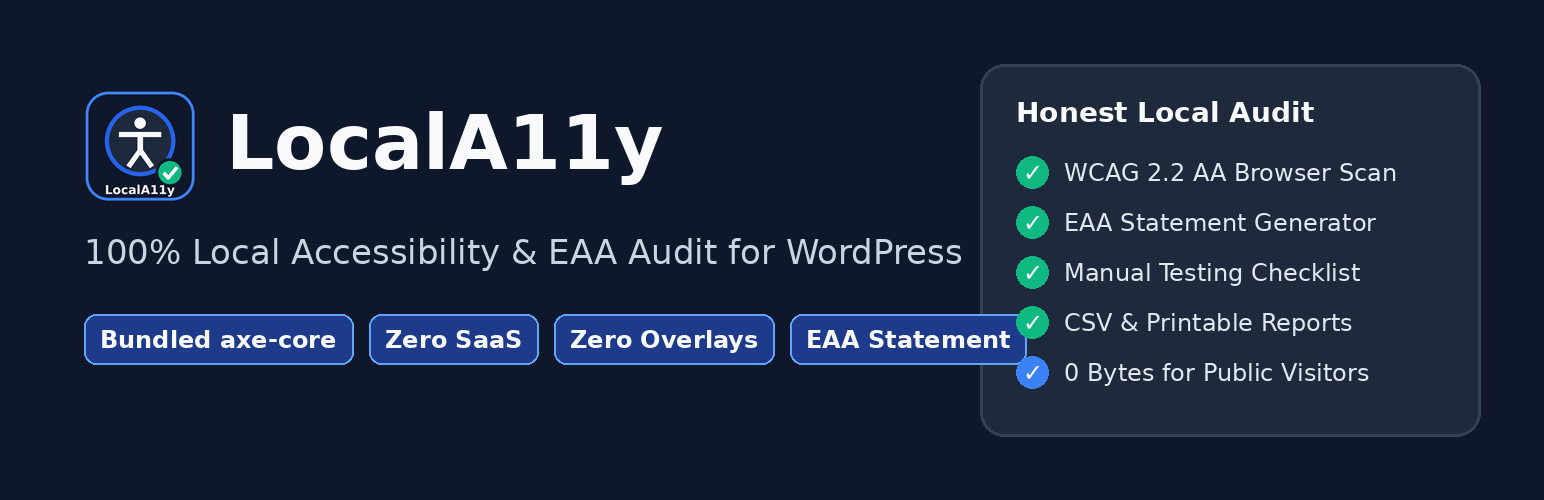 LocalA11y
LocalA11y
100% Local Accessibility & EAA Audit for WordPress
Bundled axe-core
Zero SaaS
Zero Overlays
EAA Statement
Honest Local Audit
✓ WCAG 2.2 AA Browser Scan
✓ EAA Statement Generator
✓ Manual Testing Checklist
✓ CSV & Printable Reports
✓ 0 Bytes for Public Visitors